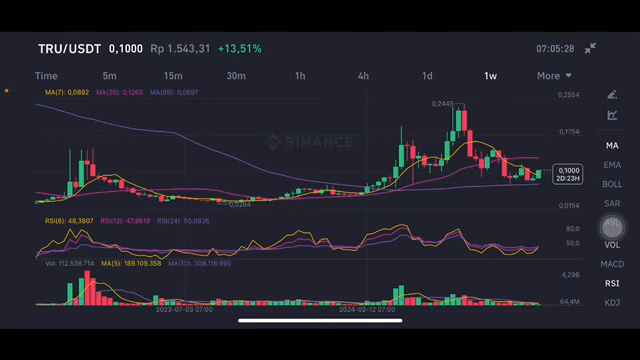 TRU/USDT 0,1000 Rp 1.543,31 +13,51% 07:05:28
Time 5m 15m 30m 1h 4h 1d 1w More
MA(7): 0,0892 MA(25): 0,1265 MA(99): 0,0697
0,2554
0,2445
MA
0,1754
BINANCE
EMA
0,1000
2D:23H
BOLL
0,0264
0,0154
SAR
RSI(6): 48,3807 RSI(12): 47,8619 RSI(24): 50,0835
AVL
80,0
50,0
VOL
Vol: 112.538.714 MA(5): 189.109.358 MA(10): 308.116.995
MACD
4,29B
RSI
64,4M
KDJ
2023-07-03 07:00 2024-02-12 07:00